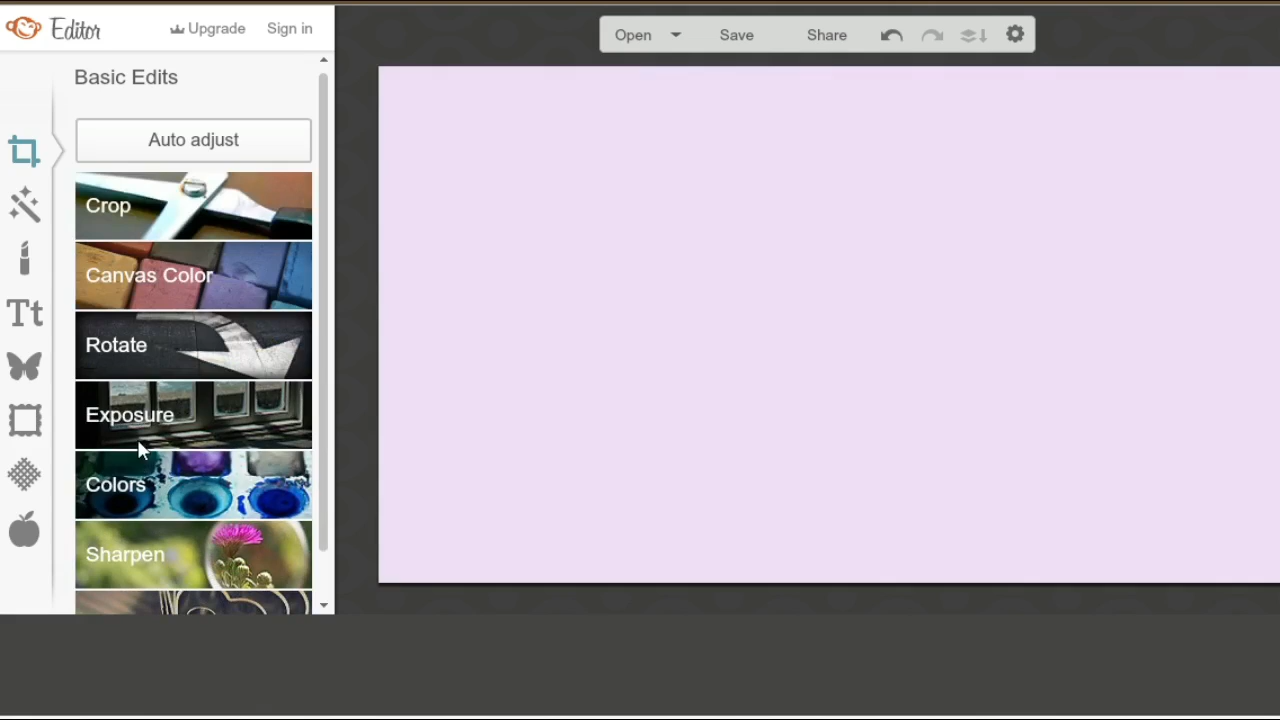 Editor
Upgrade
Sign in
Open
Save
Share
Basic Edits
Auto adjust
Crop
Canvas Color
Rotate
Exposure
Colors
Sharpen
Tt